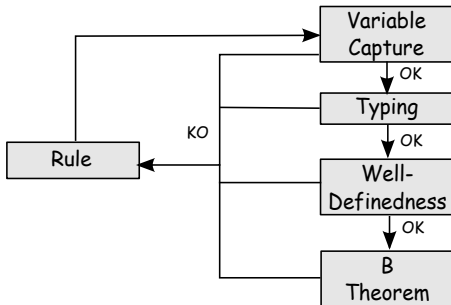 Variable
Capture
OK
Typing
KO
OK
Rule
Well-
Definedness
OK
B
Theorem